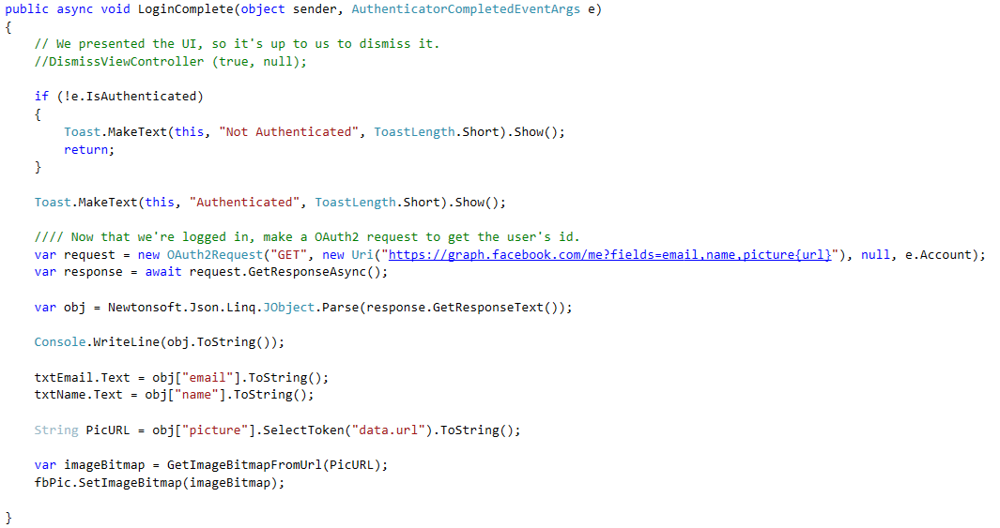 public async void LoginComplete(object sender, AuthenticatorCompletedEventArgs e)
{
// We presented the UI, so it's up to us to dismiss it.
//DismissViewController (true, null);
if (!e.IsAuthenticated)
{
Toast.MakeText(this, "Not Authenticated", ToastLength.Short).Show();
return;
}
Toast.MakeText(this, "Authenticated", ToastLength.Short).Show();
//// Now that we're logged in, make a OAuth2 request to get the user's id.
var request = new OAuth2Request("GET", new Uri("https://graph.facebook.com/me?fields=email,name,picture{url}"), null, e.Account);
var response = await request.GetResponseAsync();
var obj = Newtonsoft.Json.Linq.JObject.Parse(response.GetResponseText());
Console.WriteLine(obj.ToString());
txtEmail.Text = obj["email"].ToString();
txtName.Text = obj["name"].ToString();
String PicURL = obj["picture"].SelectToken("data.url").ToString();
var imageBitmap = GetImageBitmapFromUrl(PicURL);
fbPic.SetImageBitmap(imageBitmap);
}